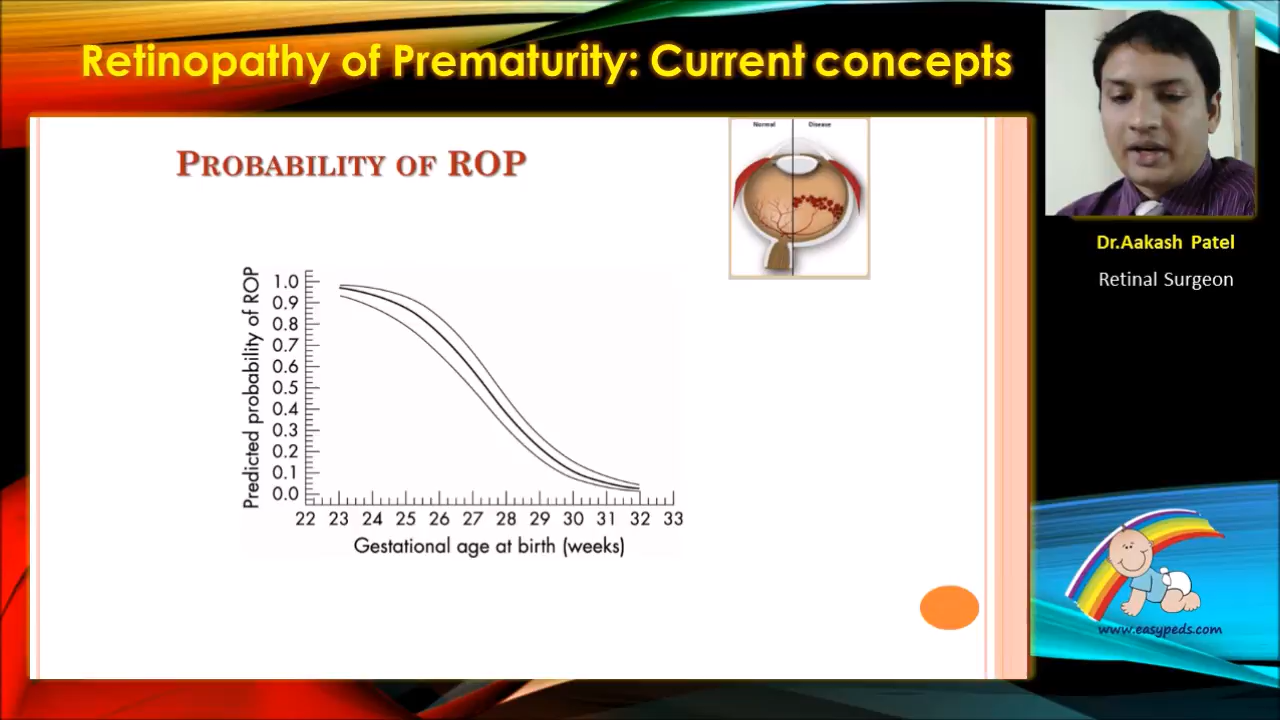 Retinopathy of Prematurity: Current concepts
PROBABILITY OF ROP
Normal
Disease
Dr.Aakash Patel
Retinal Surgeon
Predicted probability of ROP
1.0
0.9
0.8
0.7
0.6
0.5
0.4
0.3
0.2
0.1
0.0
22 23 24 25 26 27 28 29 30 31 32 33
Gestational age at birth (weeks)
www.easypeds.com